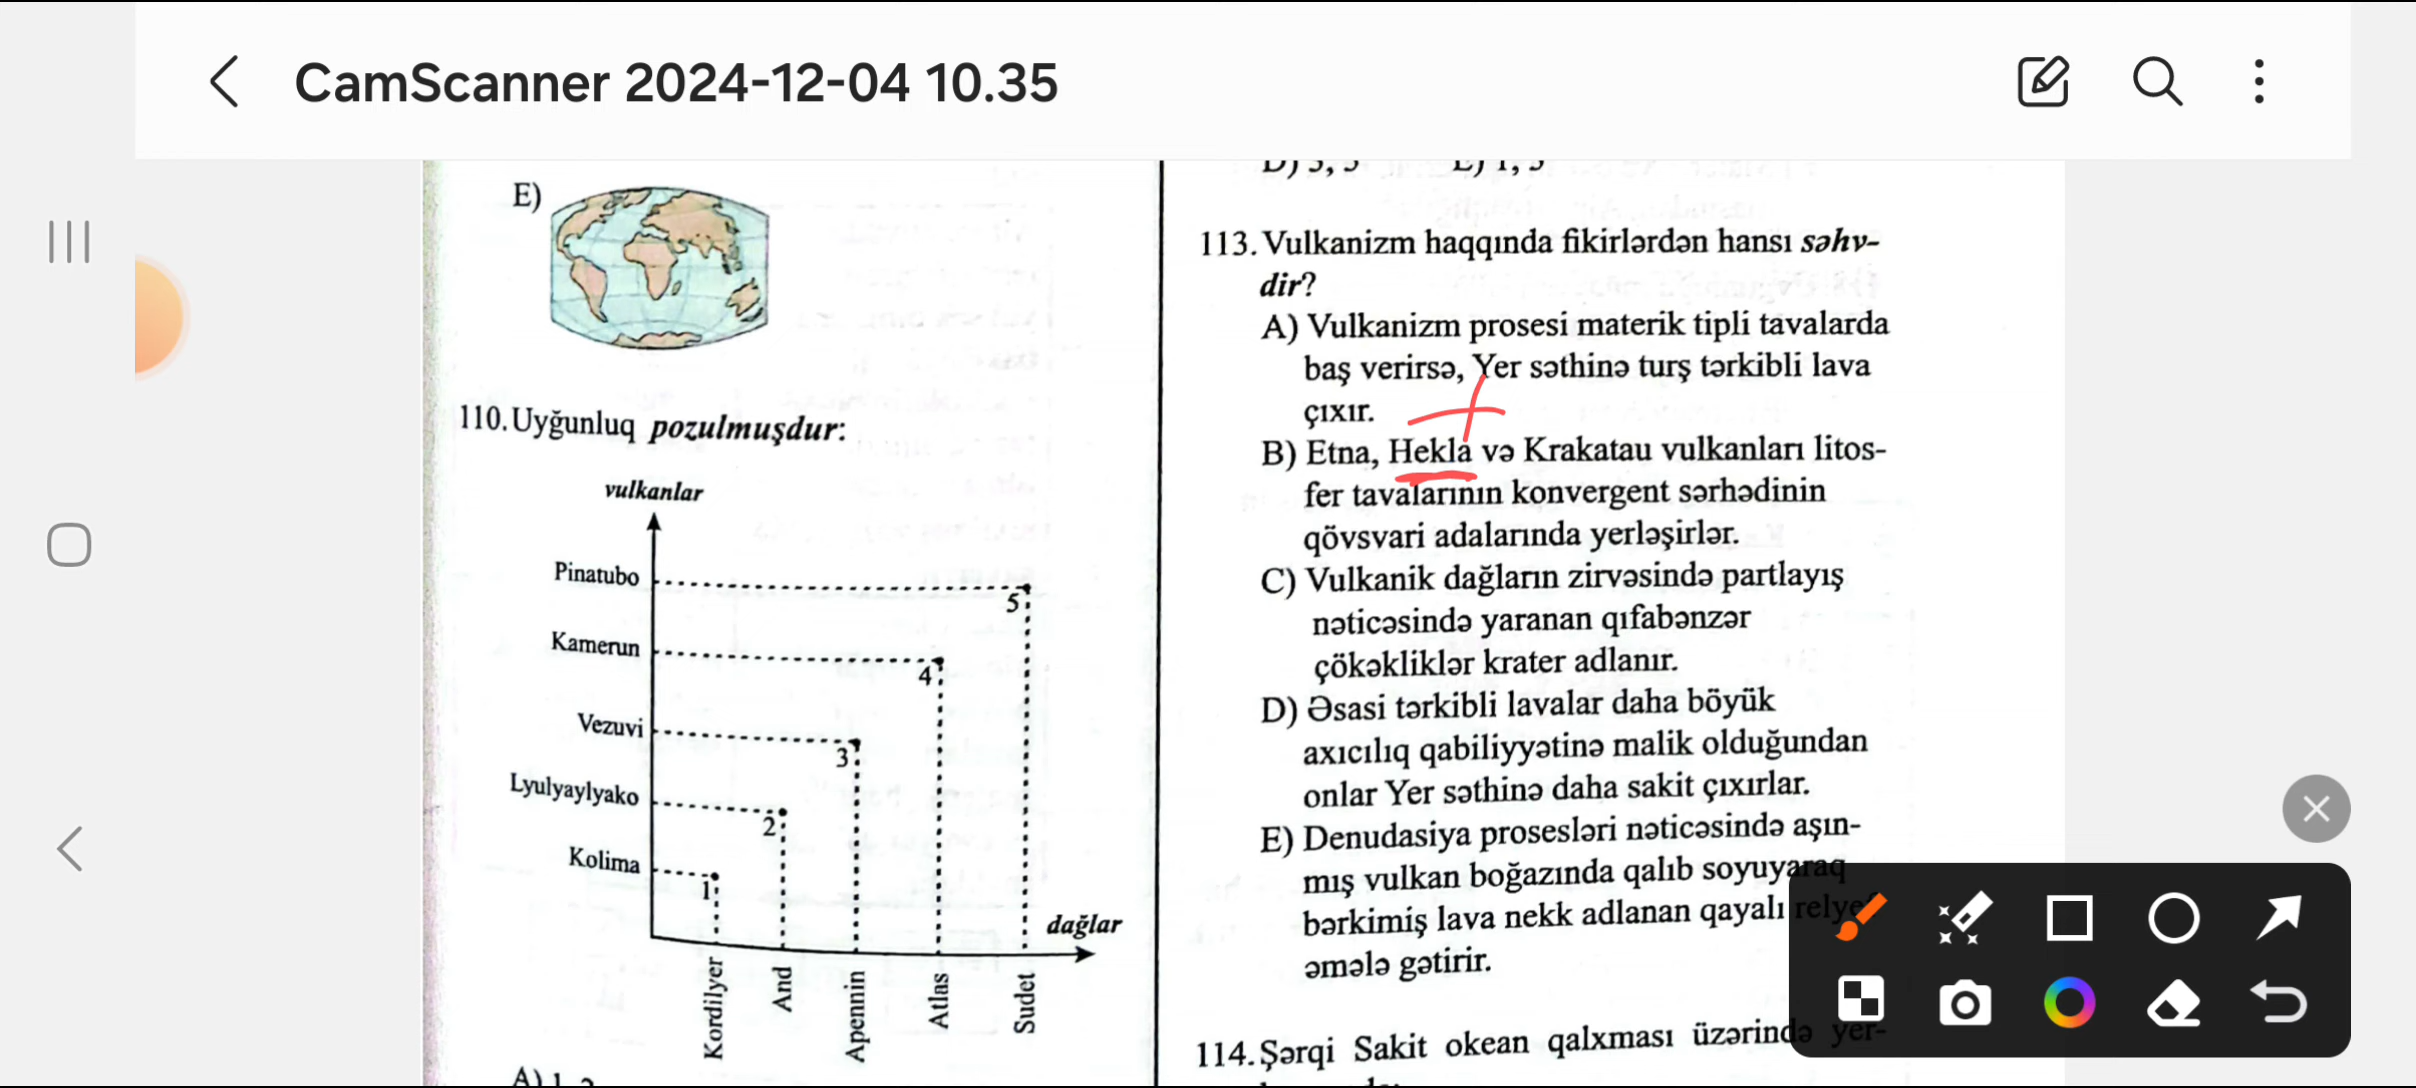 CamScanner 2024-12-04 10.35
E)
110. Uyğunluq pozulmuşdur:
vulkanlar
Pinatubo
5
Kamerun
4
Vezuvi
3
Lyulyaylyako
2
Kolima
1
dağlar
Kordilyer
And
Apennin
Atlas
Sudet
113. Vulkanizm haqqında fikirlərdən hansı səhv-
dir?
A) Vulkanizm prosesi materik tipli tavalarda
baş verirsə, Yer səthinə turş tərkibli lava
çıxır.
B) Etna, Hekla və Krakatau vulkanları litos-
fer tavalarının konvergent sərhədinin
qövsvari adalarında yerləşirlər.
C) Vulkanik dağların zirvəsində partlayış
nəticəsində yaranan qıfabənzər
çökəkliklər krater adlanır.
D) Əsasi tərkibli lavalar daha böyük
axıcılıq qabiliyyətinə malik olduğundan
onlar Yer səthinə daha sakit çıxırlar.
E) Denudasiya prosesləri nəticəsində aşın-
mış vulkan boğazında qalıb soyuyaraq
bərkimiş lava nekk adlanan qayalı
əmələ gətirir.
114. Şərqi Sakit okean qalxması üzərində yer-